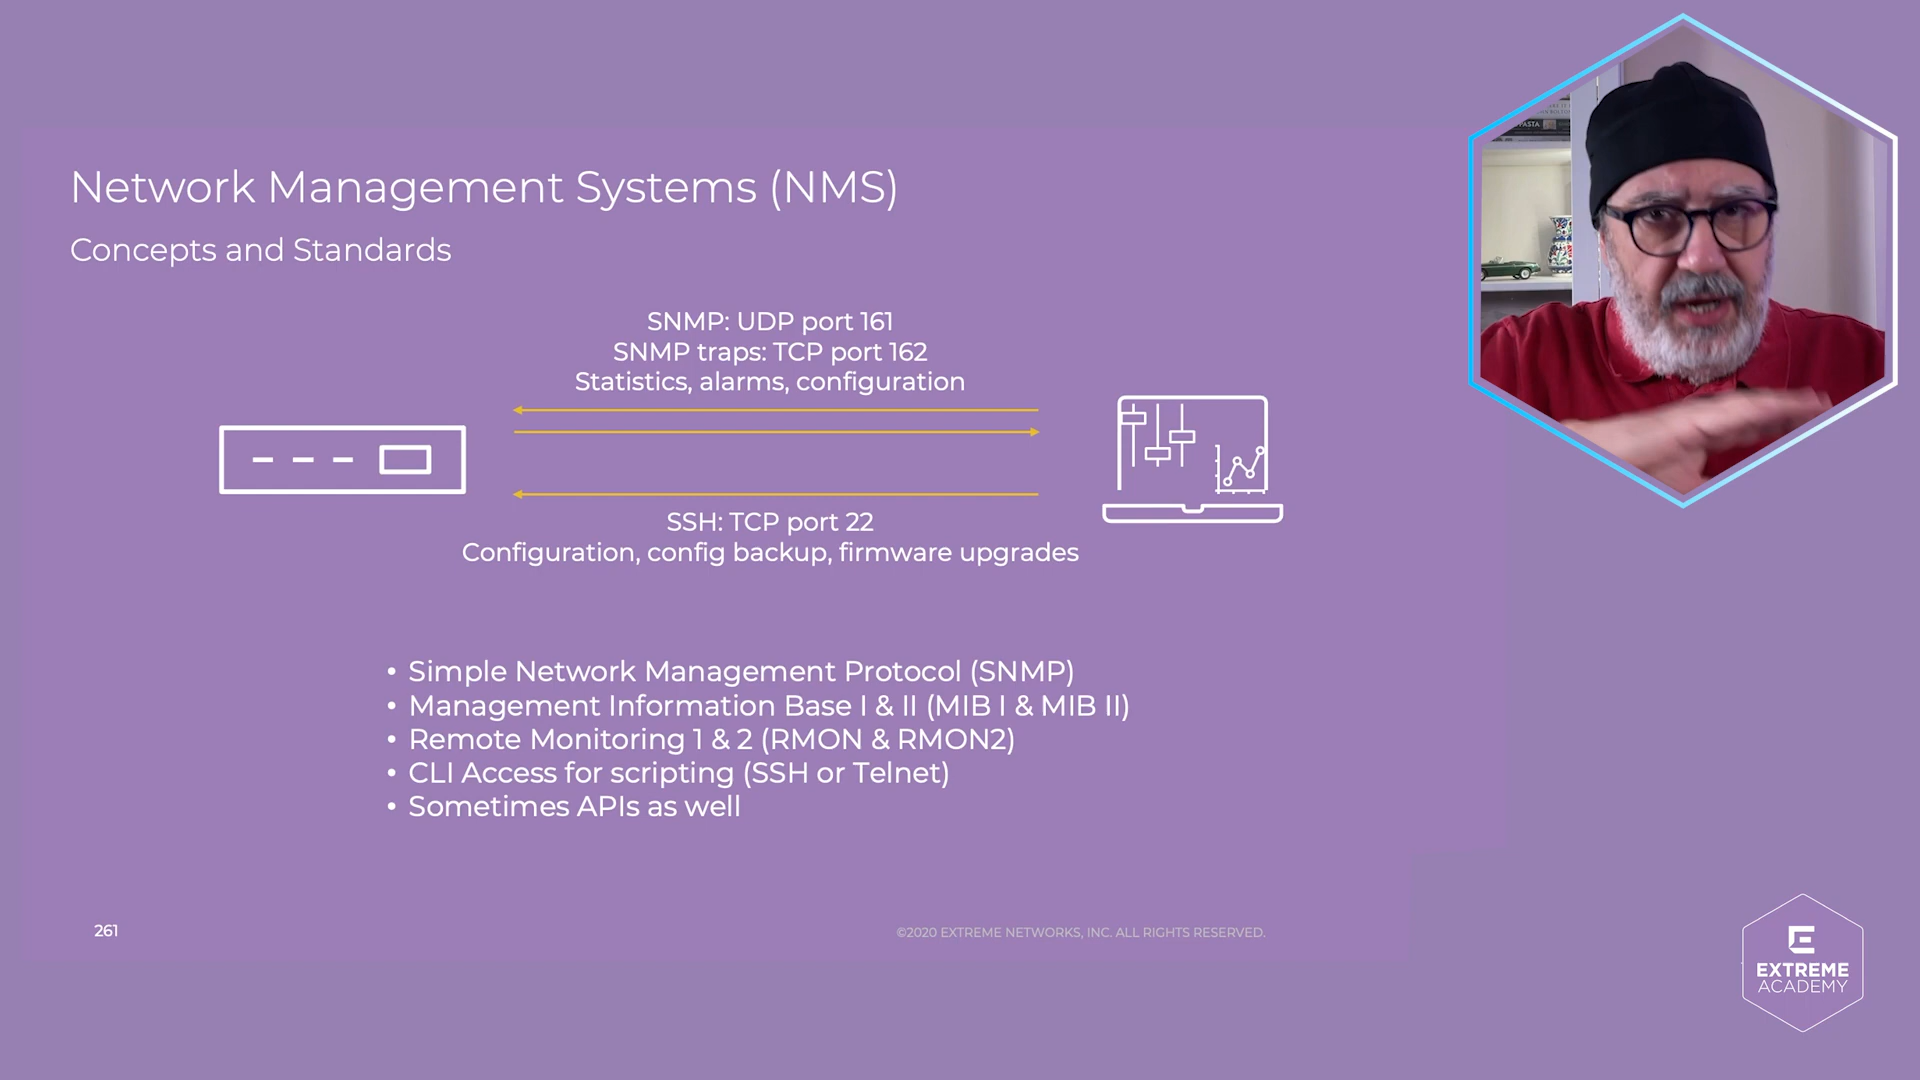 Network Management Systems (NMS)
Concepts and Standards
SNMP: UDP port 161
SNMP traps: TCP port 162
Statistics, alarms, configuration
SSH: TCP port 22
Configuration, config backup, firmware upgrades
• Simple Network Management Protocol (SNMP)
• Management Information Base I & II (MIB I & MIB II)
• Remote Monitoring 1 & 2 (RMON & RMON2)
• CLI Access for scripting (SSH or Telnet)
• Sometimes APIs as well
261
©2020 EXTREME NETWORKS, INC. ALL RIGHTS RESERVED.
PASTA
EXTREME
ACADEMY